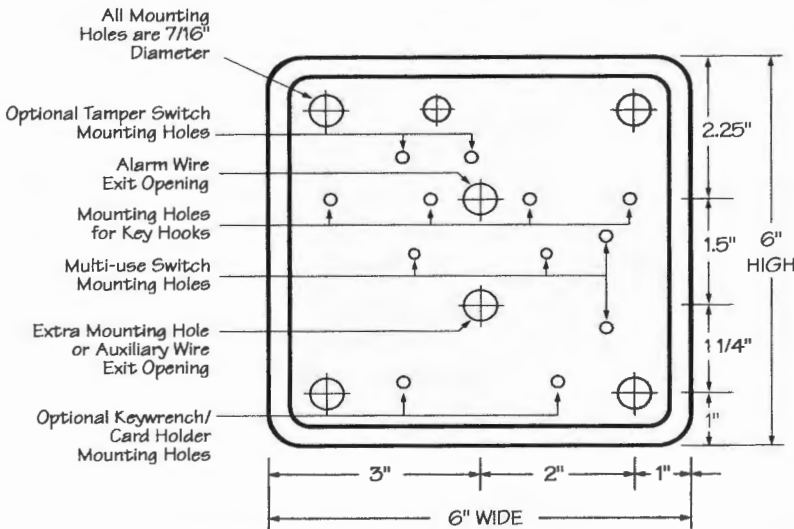 All Mounting
Holes are 7/16"
Diameter
Optional Tamper Switch
Mounting Holes
Alarm Wire
Exit Opening
Mounting Holes
for Key Hooks
Multi-use Switch
Mounting Holes
Extra Mounting Hole
or Auxiliary Wire
Exit Opening
Optional Keywrench/
Card Holder
Mounting Holes
2.25"
1.5"
6"
HIGH
1 1/4"
1"
3"
2"
1"
6" WIDE